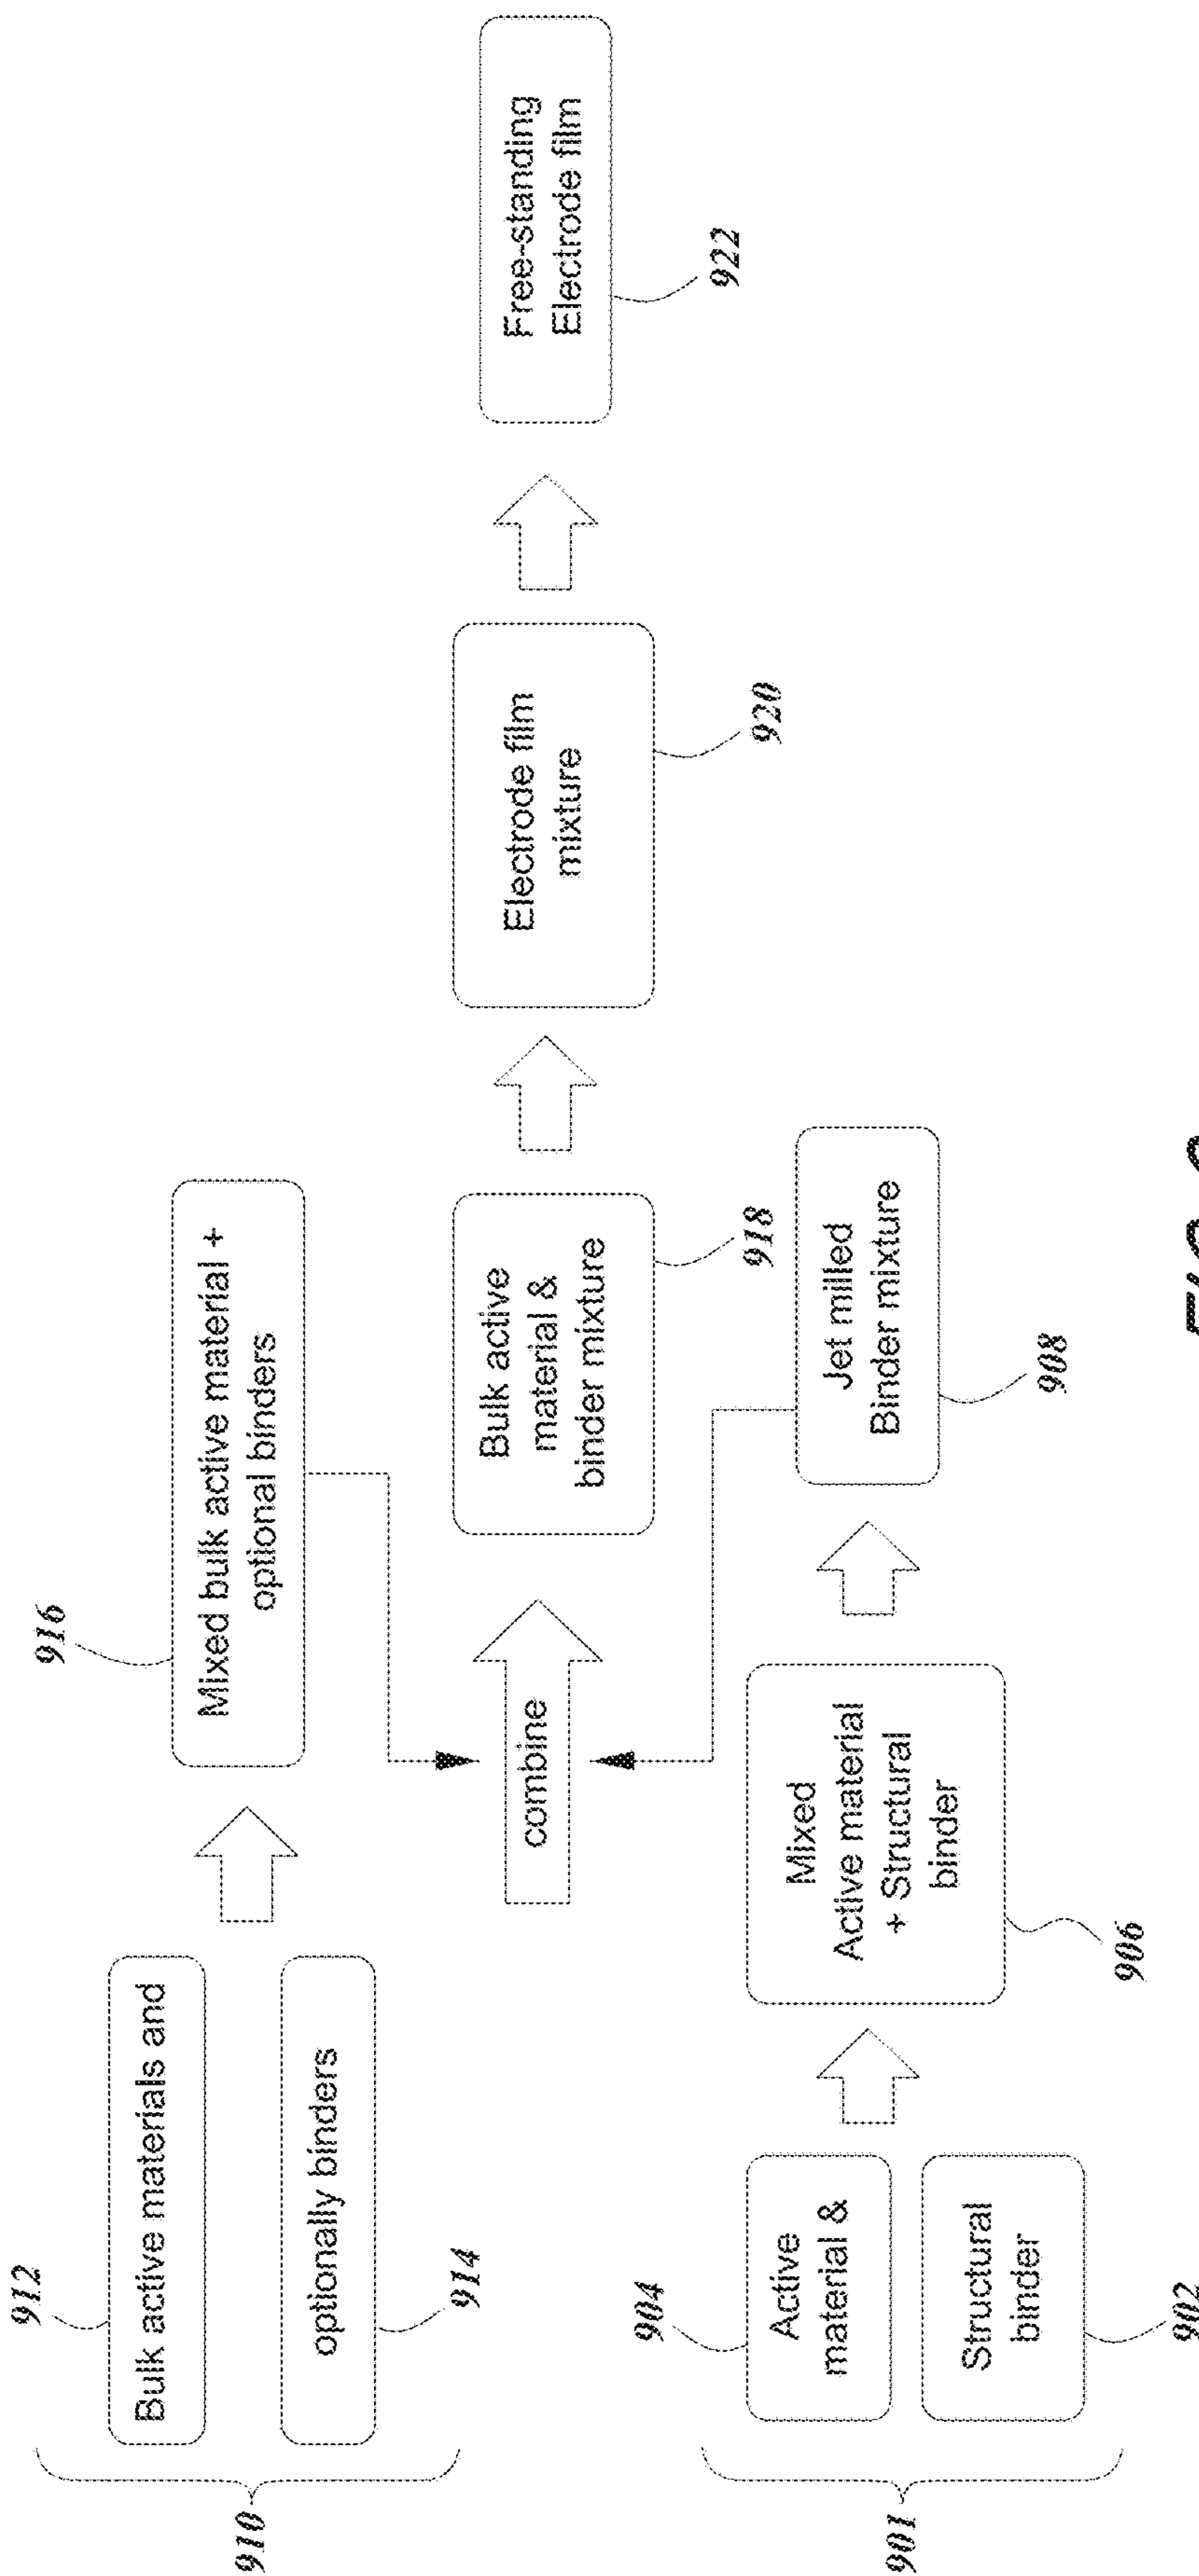 912
Bulk active materials and
910
optionally binders
914
916
Mixed bulk active material +
optional binders
combine
Bulk active
material &
binder mixture
918
Electrode film
mixture
920
Free-standing
Electrode film
922
904
Active
material &
901
Structural
binder
902
Mixed
Active material
+ Structural
binder
906
Jet milled
Binder mixture
908